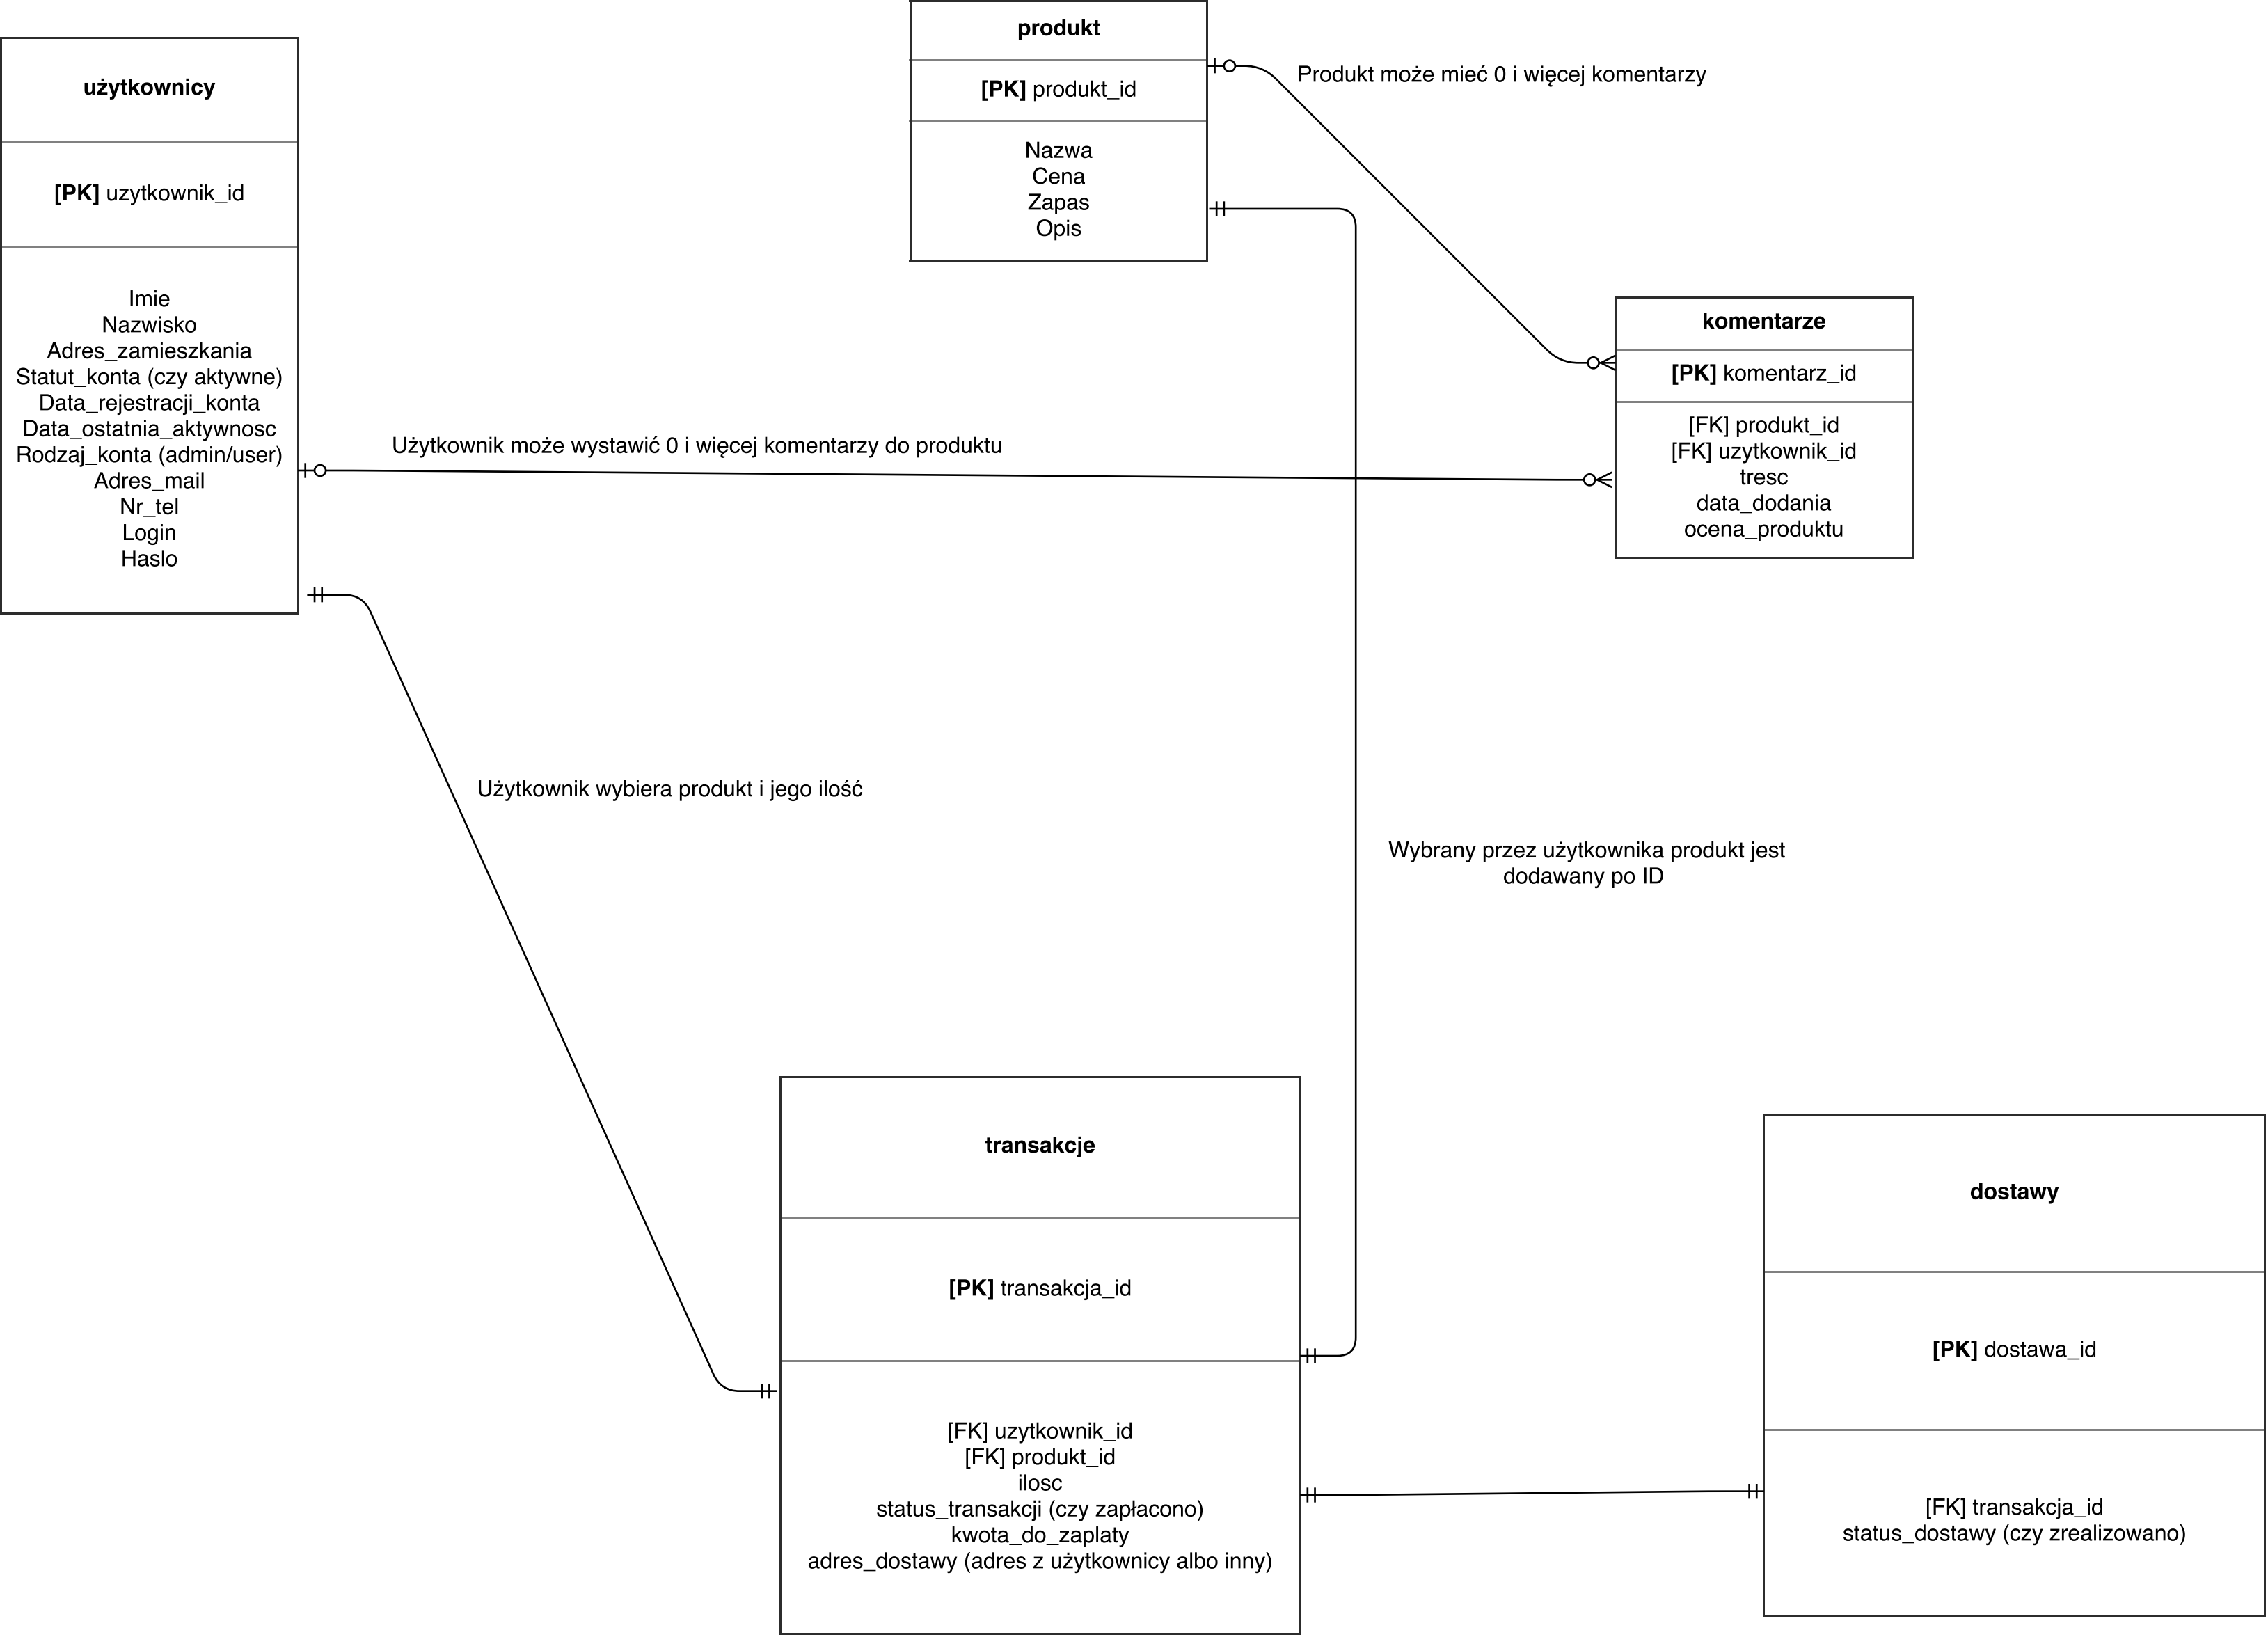 produkt
[PK] produkt_id
Nazwa
Cena
Zapas
Opis
użytkownicy
[PK] uzytkownik_id
Imie
Nazwisko
Adres_zamieszkania
Statut_konta (czy aktywne)
Data_rejestracji_konta
Data_ostatnia_aktywnosc
Rodzaj_konta (admin/user)
Adres_mail
Nr_tel
Login
Haslo
Produkt może mieć 0 i więcej komentarzy
komentarze
[PK] komentarz_id
[FK] produkt_id
[FK] uzytkownik_id
tresc
data_dodania
ocena_produktu
Użytkownik może wystawić 0 i więcej komentarzy do produktu
Użytkownik wybiera produkt i jego ilość
Wybrany przez użytkownika produkt jest
dodawany po ID
transakcje
[PK] transakcja_id
[FK] uzytkownik_id
[FK] produkt_id
ilosc
status_transakcji (czy zapłacono)
kwota_do_zaplaty
adres_dostawy (adres z użytkownicy albo inny)
dostawy
[PK] dostawa_id
[FK] transakcja_id
status_dostawy (czy zrealizowano)